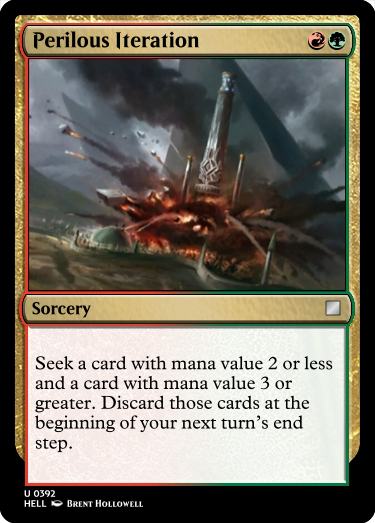 Perilous Iteration
Sorcery
Seek a card with mana value 2 or less
and a card with mana value 3 or
greater. Discard those cards at the
beginning of your next turn's end
step.
U 0392
HELL Brent Hollowell